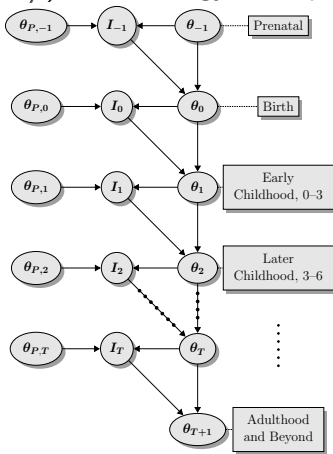 θP,−1 I−1 θ−1 Prenatal
θP,0 I0 θ0 Birth
θP,1 I1 θ1 Early
Childhood, 0–3
θP,2 I2 θ2 Later
Childhood, 3–6
θP,T IT θT
θT+1 Adulthood
and Beyond